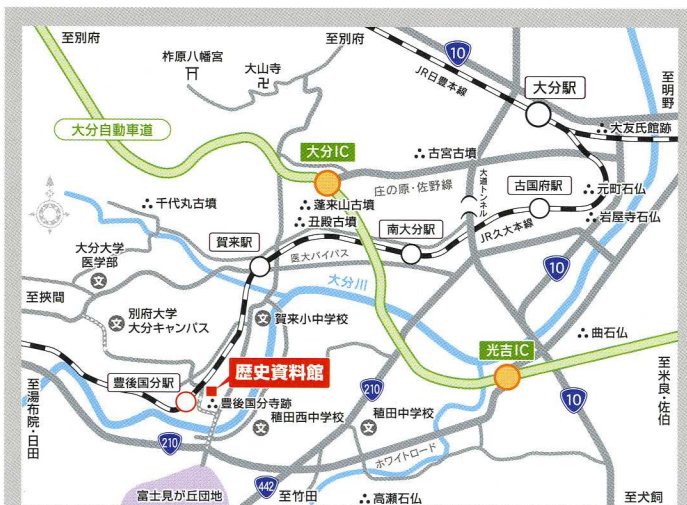 至別府
柞原八幡宮
大山寺
至別府
10
JR日豊本線
大分駅
至明野
大分自動車道
大分IC
古宮古墳
大友氏館跡
庄の原・佐野線
大道トンネル
古国府駅
元町石仏
千代丸古墳
蓬来山古墳
丑殿古墳
岩屋寺石仏
賀来駅
南大分駅
JR久大本線
大分大学
医学部
文
医大バイパス
10
至挾間
大分川
別府大学
大分キャンパス
文
文
賀来小中学校
曲石仏
光吉IC
歴史資料館
豊後国分駅
豊後国分寺跡
210
至湯布院・日田
至米良・佐伯
10
稙田西中学校
文
稙田中学校
文
210
ホワイトロード
442
富士見が丘団地
至竹田
高瀬石仏
至犬飼